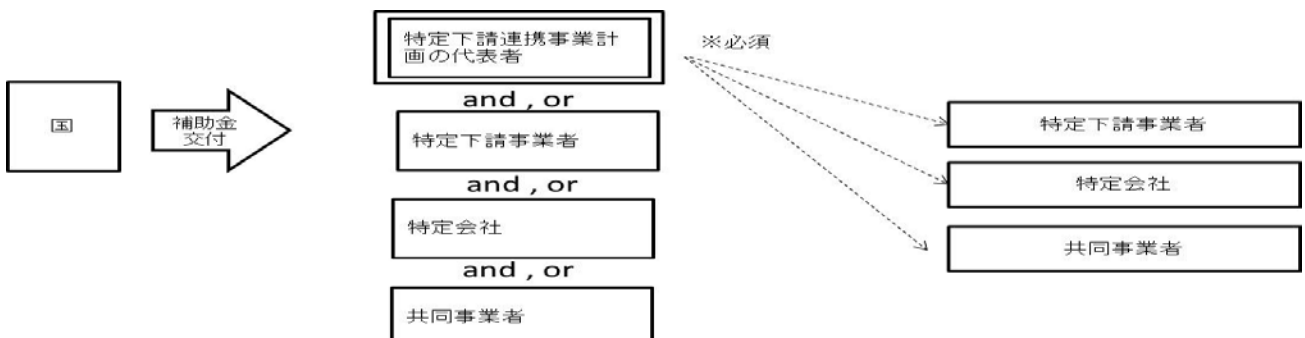 国
補助金
交付
特定下請連携事業計
画の代表者
and , or
特定下請事業者
and , or
特定会社
and , or
共同事業者
※必須
特定下請事業者
特定会社
共同事業者